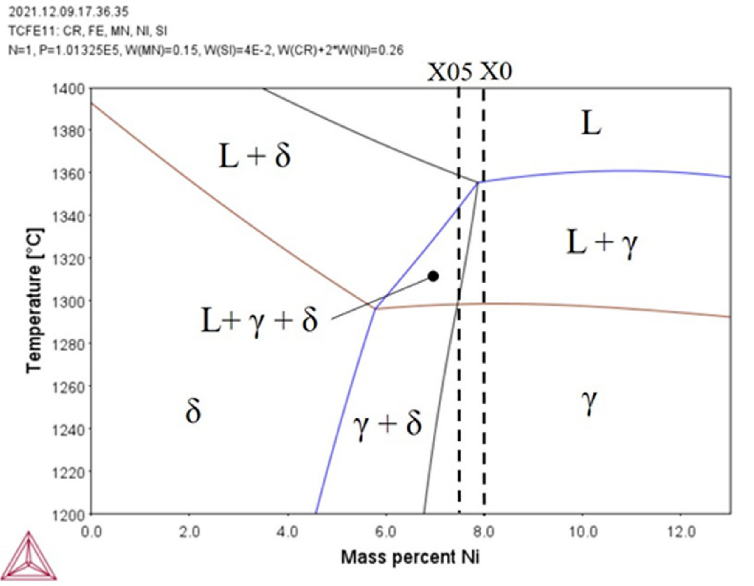 2021.12.09.17.36.35
TCFE11: CR, FE, MN, NI, SI
N=1, P=1.01325E5, W(MN)=0.15, W(SI)=4E-2, W(CR)+2*W(NI)=0.26
X05 X0
1400
1380
1360
1340
1320
1300
1280
1260
1240
1220
1200
Temperature [°C]
L
L + δ
L + γ
L+ γ + δ
δ
γ + δ
γ
0.0 2.0 4.0 6.0 8.0 10.0 12.0
Mass percent Ni